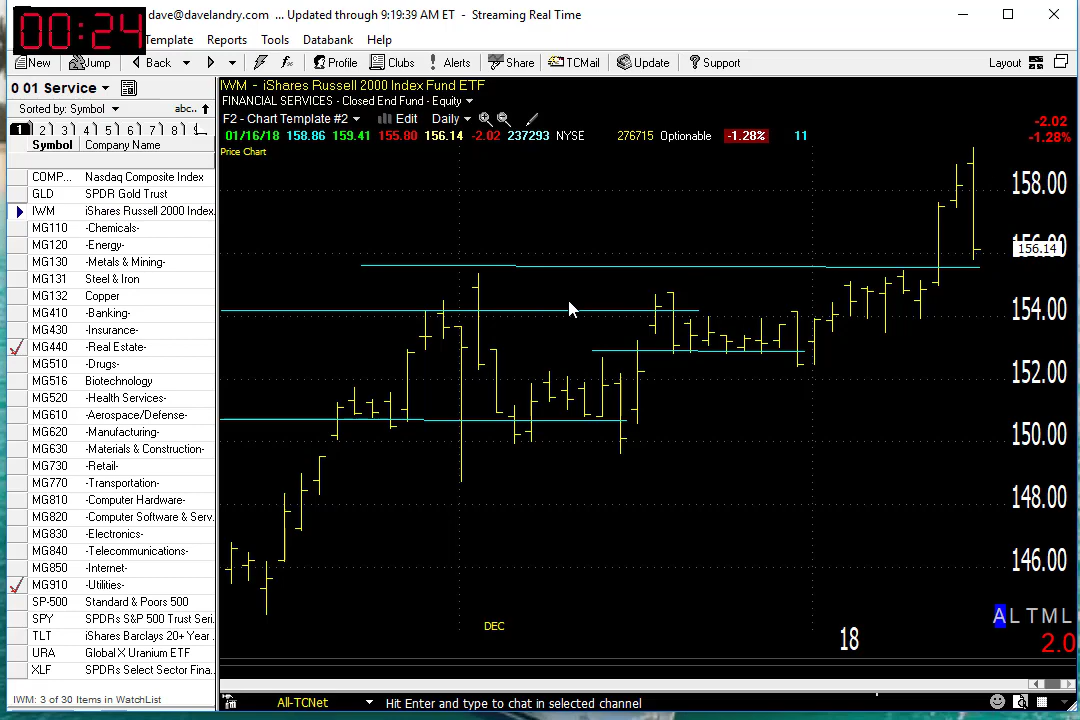 00:24
dave@davelandry.com ... Updated through 9:19:39 AM ET - Streaming Real Time
Template Reports Tools Databank Help
New Jump Back Profile Clubs Alerts Share TCMail Update Support Layout
0 01 Service
Sorted by: Symbol abc..
1 2 3 4 5 6 7 8
Symbol Company Name
COMP... Nasdaq Composite Index
GLD SPDR Gold Trust
IWM iShares Russell 2000 Index.
MG110 -Chemicals-
MG120 -Energy-
MG130 -Metals & Mining-
MG131 Steel & Iron
MG132 Copper
MG410 -Banking-
MG430 -Insurance-
MG440 -Real Estate-
MG510 -Drugs-
MG516 Biotechnology
MG520 -Health Services-
MG610 -Aerospace/Defense-
MG620 -Manufacturing-
MG630 -Materials & Construction-
MG730 -Retail-
MG770 -Transportation-
MG810 -Computer Hardware-
MG820 -Computer Software & Serv.
MG830 -Electronics-
MG840 -Telecommunications-
MG850 -Internet-
MG910 -Utilities-
SP-500 Standard & Poors 500
SPY SPDRs S&P 500 Trust Seri.
TLT iShares Barclays 20+ Year .
URA Global X Uranium ETF
XLF SPDRs Select Sector Fina..
IWM: 3 of 30 Items in WatchList
IWM - iShares Russell 2000 Index Fund ETF
FINANCIAL SERVICES - Closed End Fund - Equity
F2 - Chart Template #2 Edit Daily
01/16/18 158.86 159.41 155.80 156.14 -2.02 237293 NYSE 276715 Optionable -1.28% 11
-2.02
-1.28%
Price Chart
158.00
156.14
154.00
152.00
150.00
148.00
146.00
A L T M L
2.0
DEC
18
All-TCNet Hit Enter and type to chat in selected channel